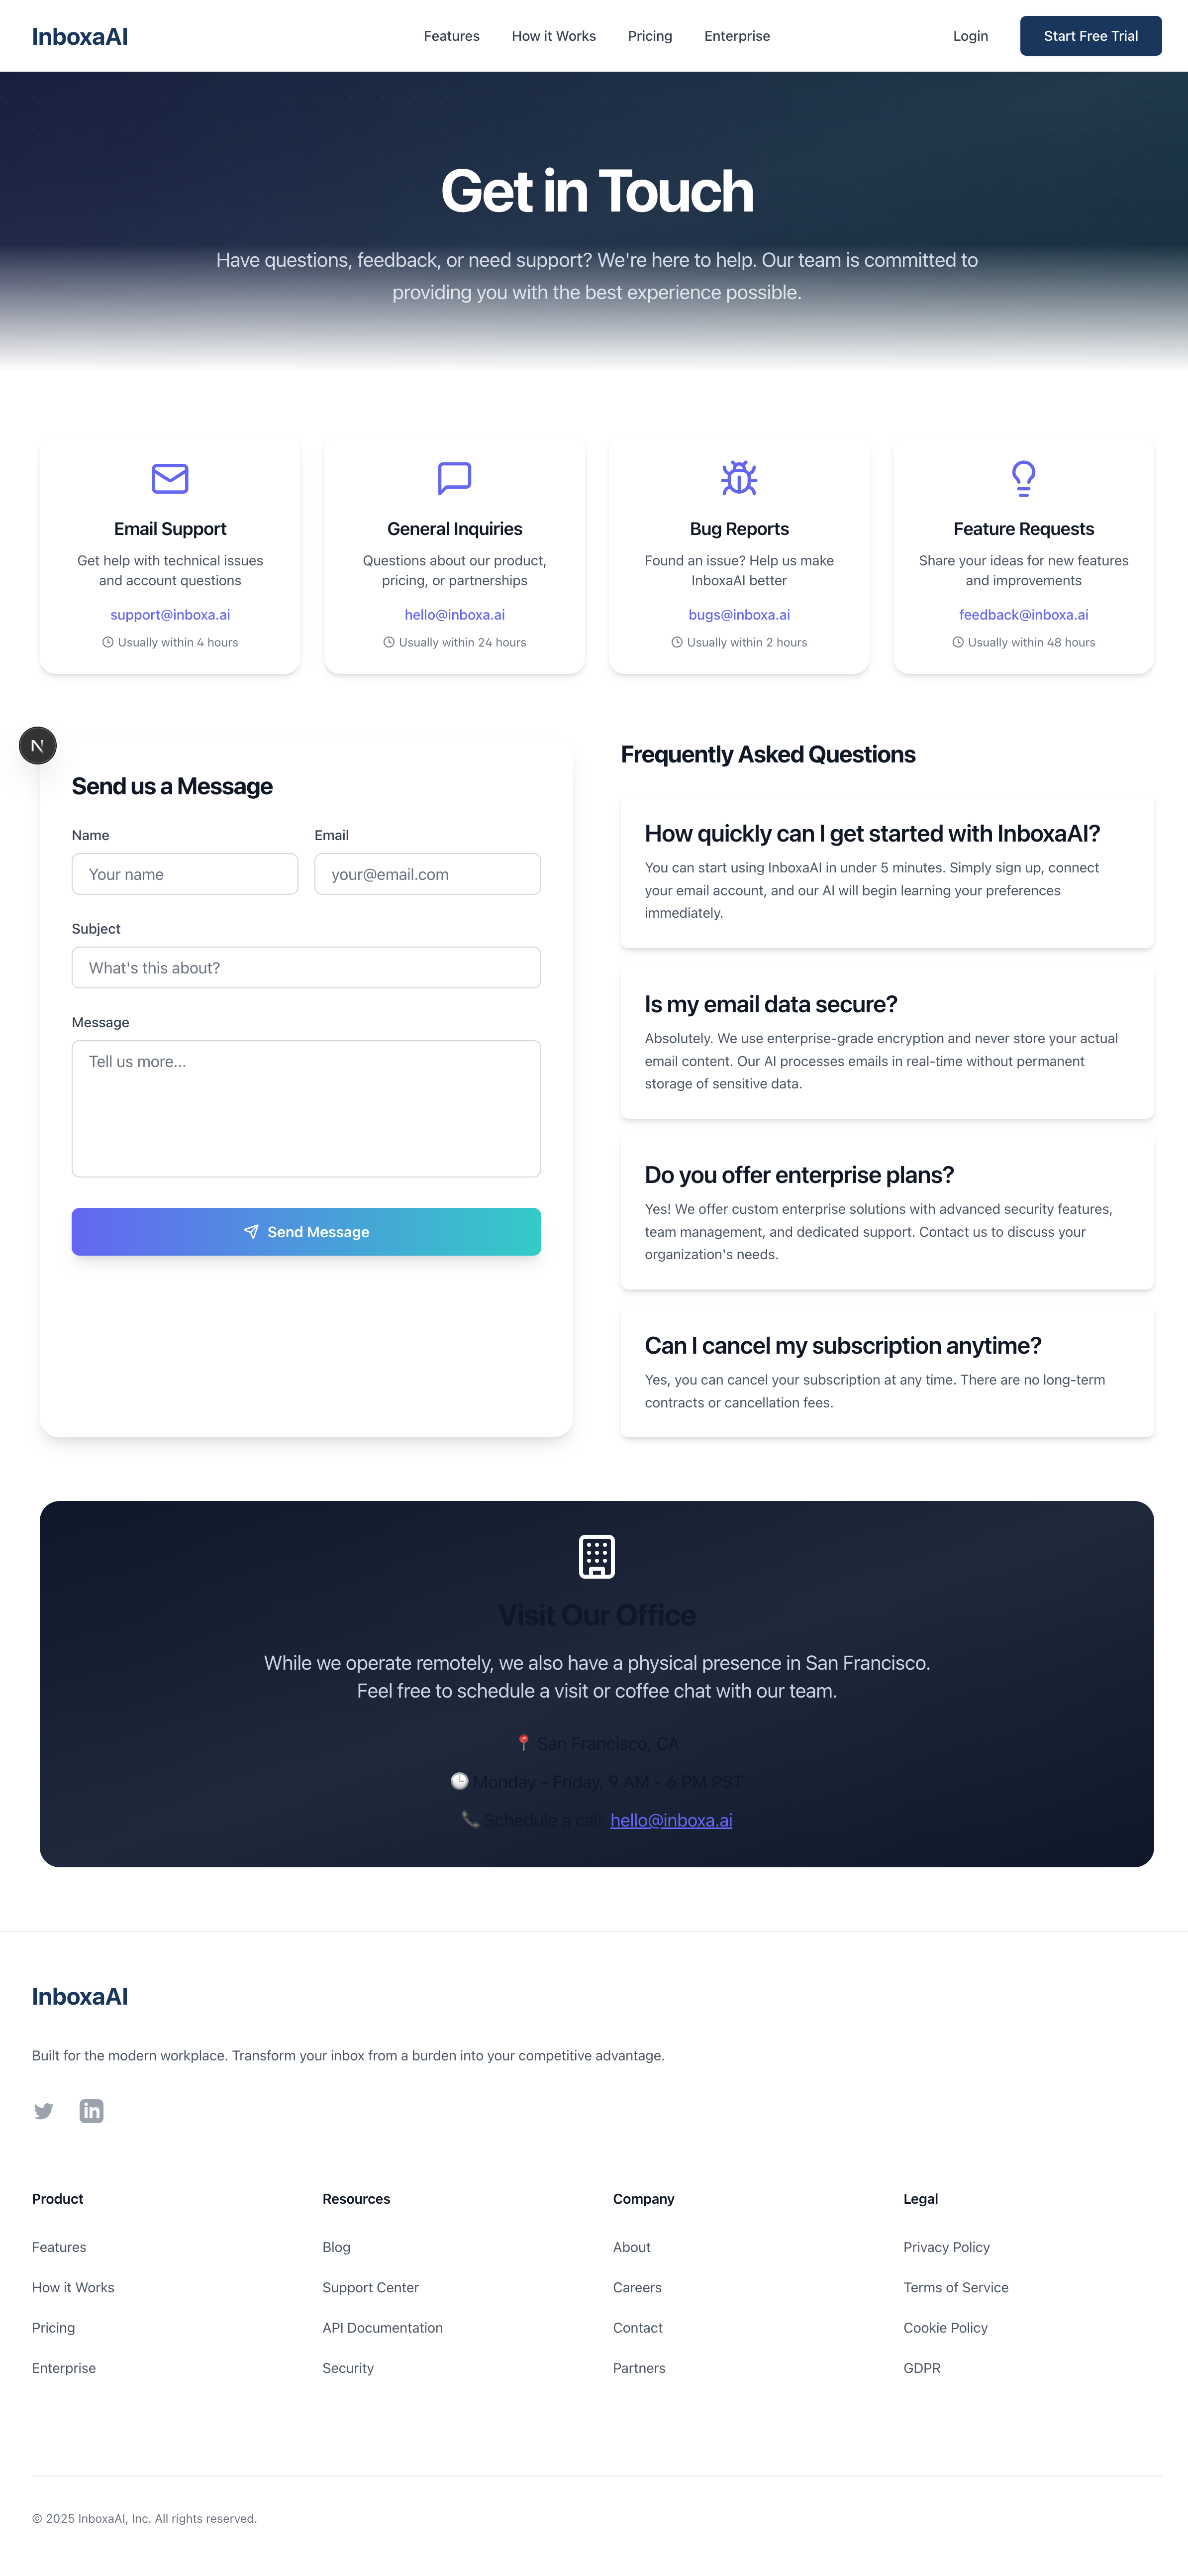 InboxaAI
Features
How it Works
Pricing
Enterprise
Login
Start Free Trial
Get in Touch
Have questions, feedback, or need support? We're here to help. Our team is committed to
providing you with the best experience possible.
Email Support
Get help with technical issues
and account questions
support@inboxa.ai
Usually within 4 hours
General Inquiries
Questions about our product,
pricing, or partnerships
hello@inboxa.ai
Usually within 24 hours
Bug Reports
Found an issue? Help us make
InboxaAI better
bugs@inboxa.ai
Usually within 2 hours
Feature Requests
Share your ideas for new features
and improvements
feedback@inboxa.ai
Usually within 48 hours
N
Send us a Message
Name
Your name
Email
your@email.com
Subject
What's this about?
Message
Tell us more...
Send Message
Frequently Asked Questions
How quickly can I get started with InboxaAI?
You can start using InboxaAI in under 5 minutes. Simply sign up, connect
your email account, and our AI will begin learning your preferences
immediately.
Is my email data secure?
Absolutely. We use enterprise-grade encryption and never store your actual
email content. Our AI processes emails in real-time without permanent
storage of sensitive data.
Do you offer enterprise plans?
Yes! We offer custom enterprise solutions with advanced security features,
team management, and dedicated support. Contact us to discuss your
organization's needs.
Can I cancel my subscription anytime?
Yes, you can cancel your subscription at any time. There are no long-term
contracts or cancellation fees.
Visit Our Office
While we operate remotely, we also have a physical presence in San Francisco.
Feel free to schedule a visit or coffee chat with our team.
📍 San Francisco, CA
🕒 Monday - Friday, 9 AM - 6 PM PST
📞 Schedule a call: hello@inboxa.ai
InboxaAI
Built for the modern workplace. Transform your inbox from a burden into your competitive advantage.
in
Product
Features
How it Works
Pricing
Enterprise
Resources
Blog
Support Center
API Documentation
Security
Company
About
Careers
Contact
Partners
Legal
Privacy Policy
Terms of Service
Cookie Policy
GDPR
© 2025 InboxaAI, Inc. All rights reserved.